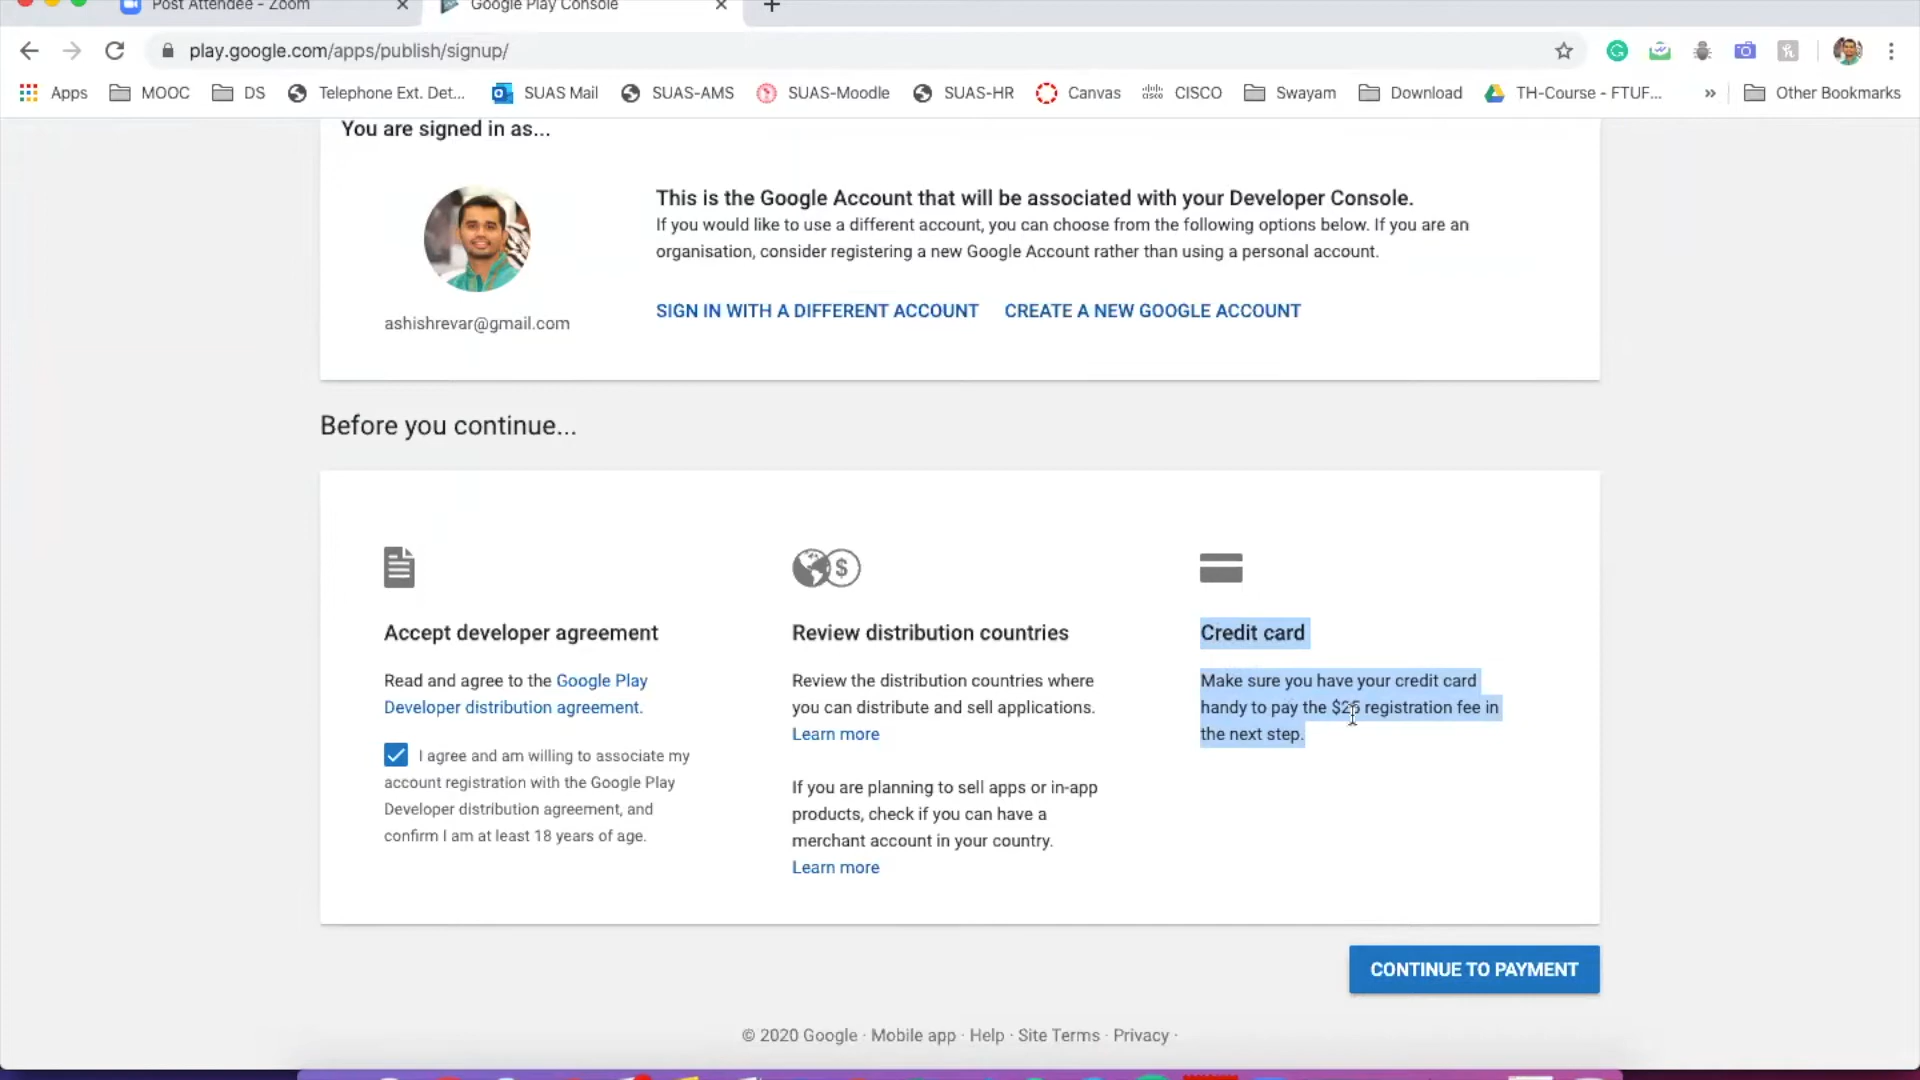 Post Attendee - Zoom
Google Play Console
play.google.com/apps/publish/signup/
Apps MOOC DS Telephone Ext. Det... SUAS Mail SUAS-AMS SUAS-Moodle SUAS-HR Canvas CISCO Swayam Download TH-Course - FTUF... » Other Bookmarks
You are signed in as...
This is the Google Account that will be associated with your Developer Console.
If you would like to use a different account, you can choose from the following options below. If you are an
organisation, consider registering a new Google Account rather than using a personal account.
SIGN IN WITH A DIFFERENT ACCOUNT CREATE A NEW GOOGLE ACCOUNT
ashishrevar@gmail.com
Before you continue...
Accept developer agreement
Read and agree to the Google Play
Developer distribution agreement.
I agree and am willing to associate my
account registration with the Google Play
Developer distribution agreement, and
confirm I am at least 18 years of age.
Review distribution countries
Review the distribution countries where
you can distribute and sell applications.
Learn more
If you are planning to sell apps or in-app
products, check if you can have a
merchant account in your country.
Learn more
Credit card
Make sure you have your credit card
handy to pay the registration fee in
the next step.
CONTINUE TO PAYMENT
© 2020 Google · Mobile app · Help · Site Terms · Privacy ·